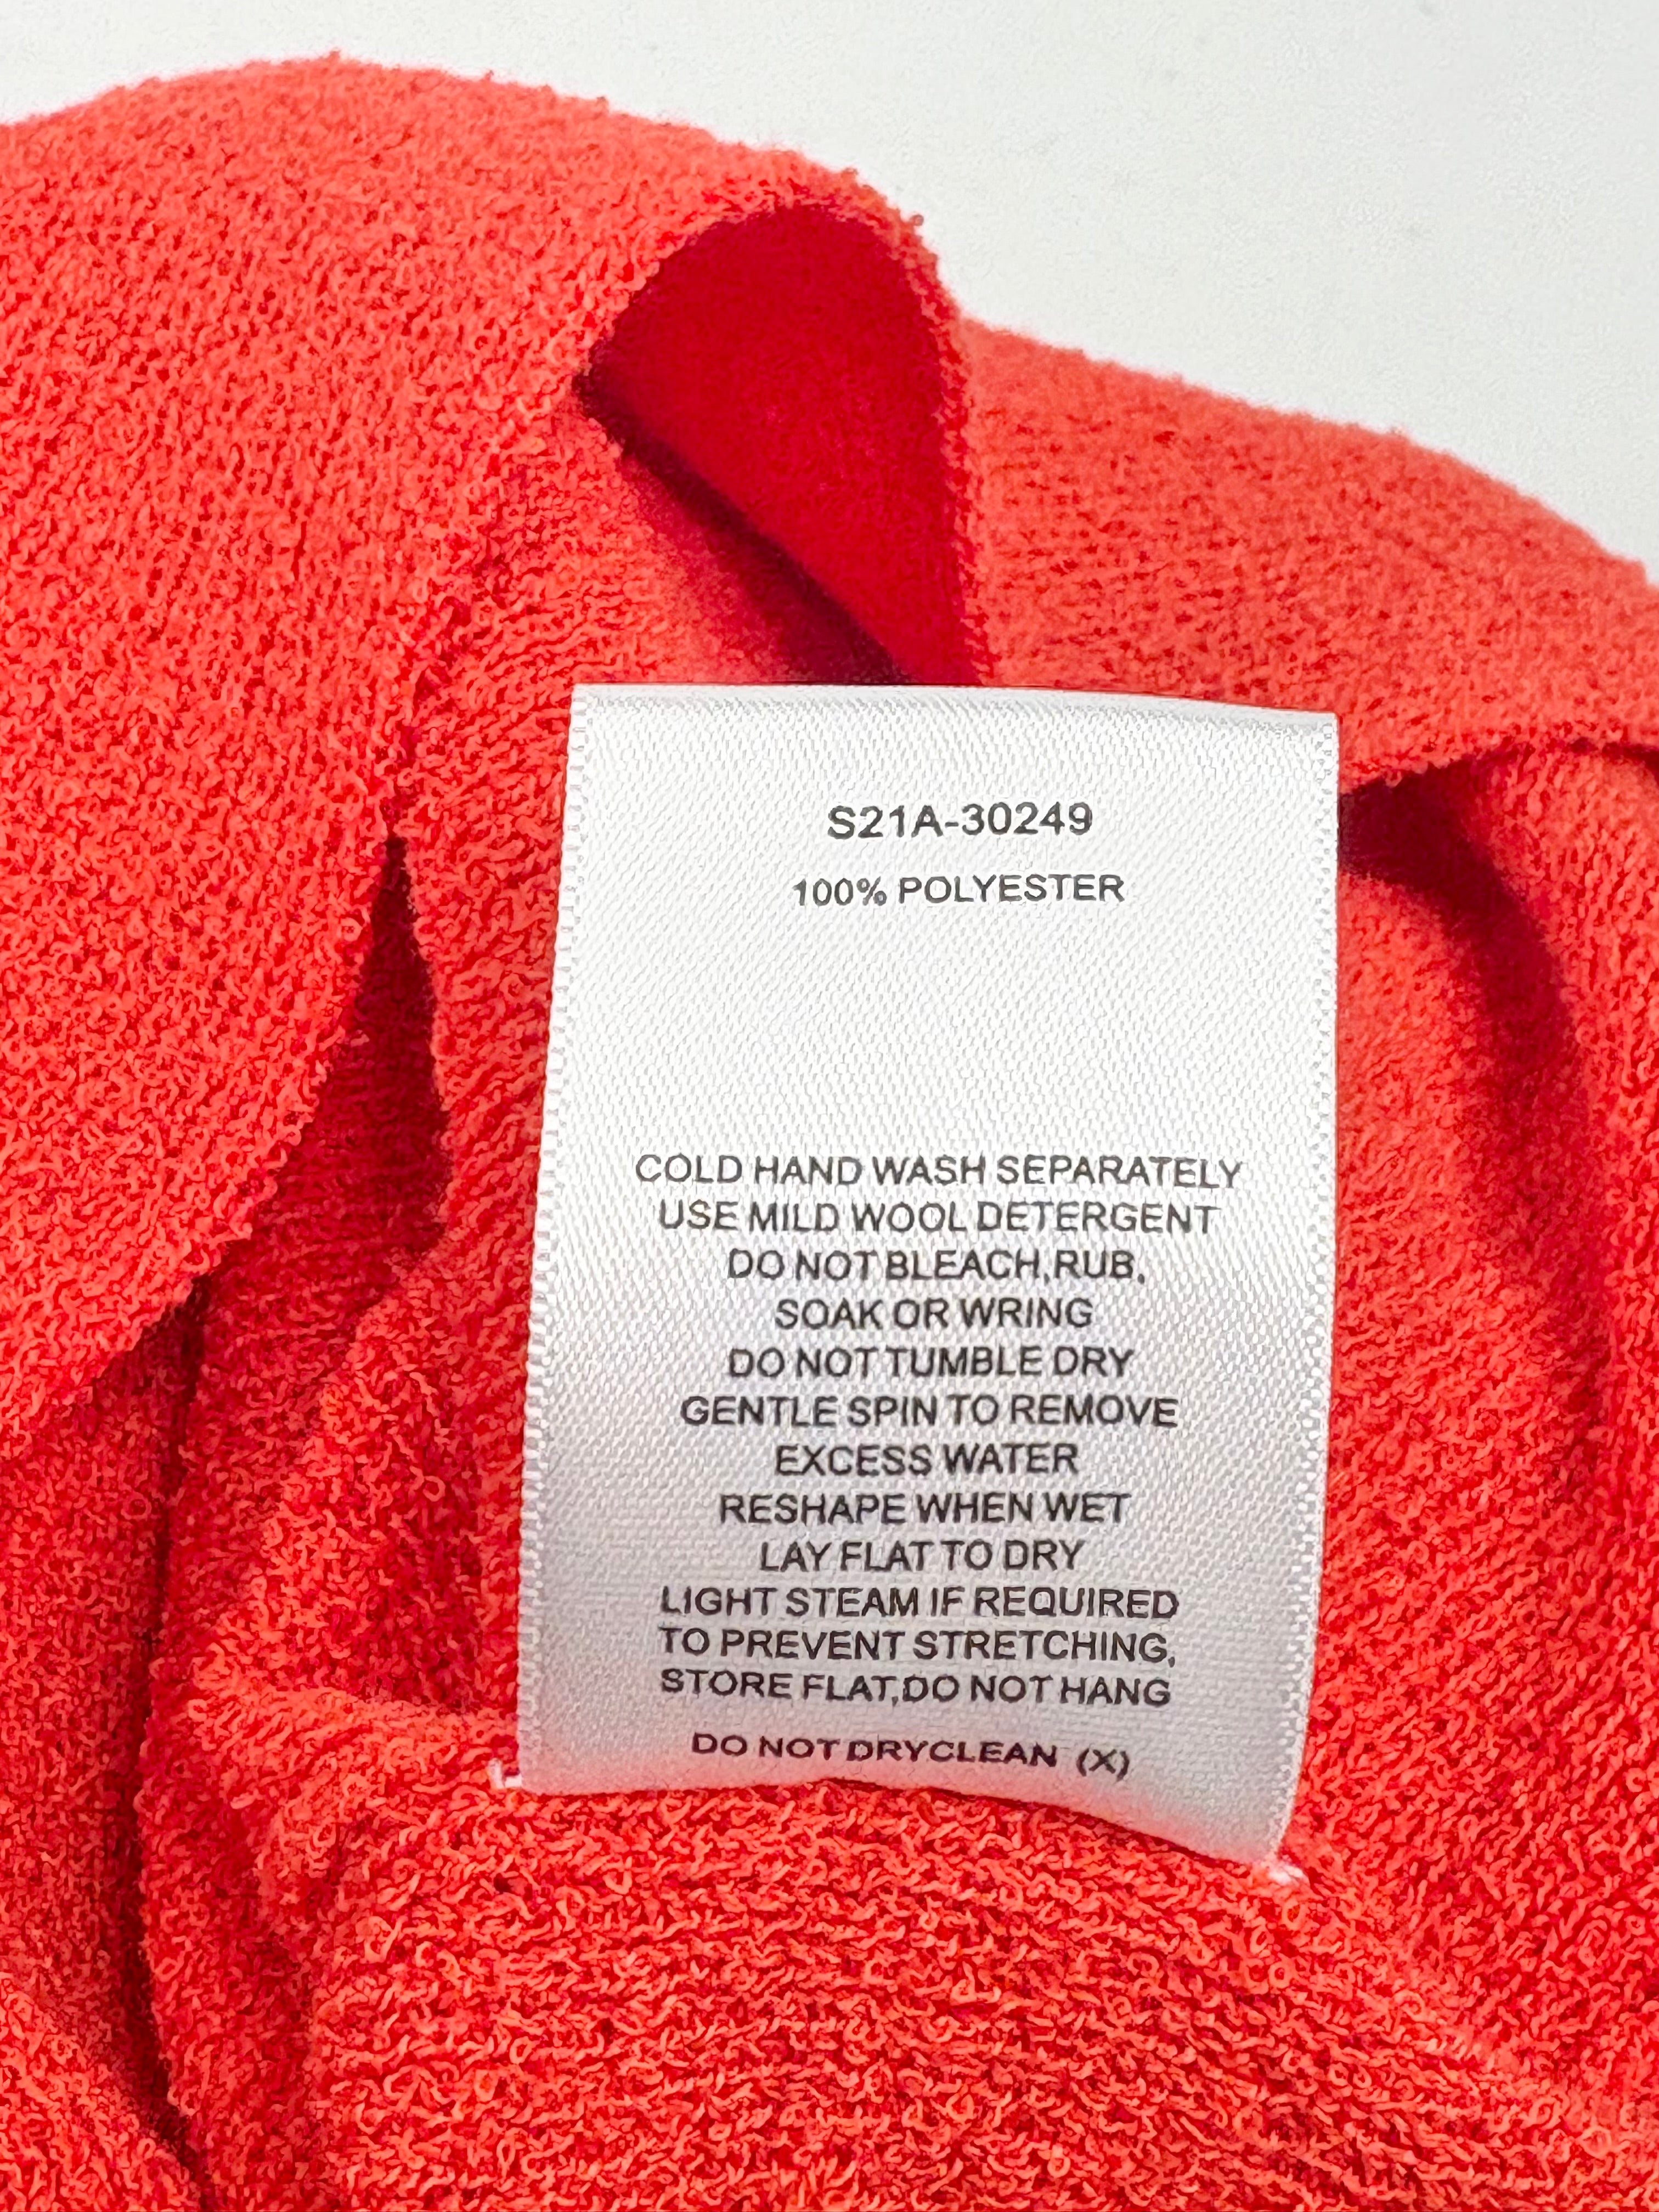 S21A-30249
100% POLYESTER
COLD HAND WASH SEPARATELY
USE MILD WOOL DETERGENT
DO NOT BLEACH,RUB,
SOAK OR WRING
DO NOT TUMBLE DRY
GENTLE SPIN TO REMOVE
EXCESS WATER
RESHAPE WHEN WET
LAY FLAT TO DRY
LIGHT STEAM IF REQUIRED
TO PREVENT STRETCHING,
STORE FLAT,DO NOT HANG
DO NOT DRYCLEAN (X)